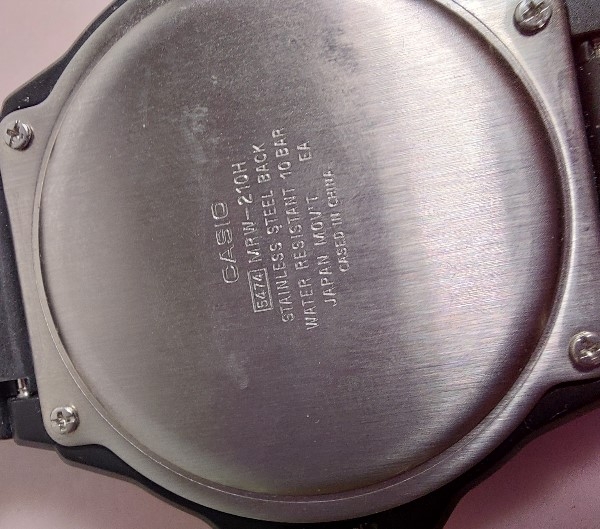 CASIO
5474 MRW-210H
STAINLESS STEEL BACK
WATER RESISTANT 10 BAR
JAPAN MOV'T EA
CASED IN CHINA